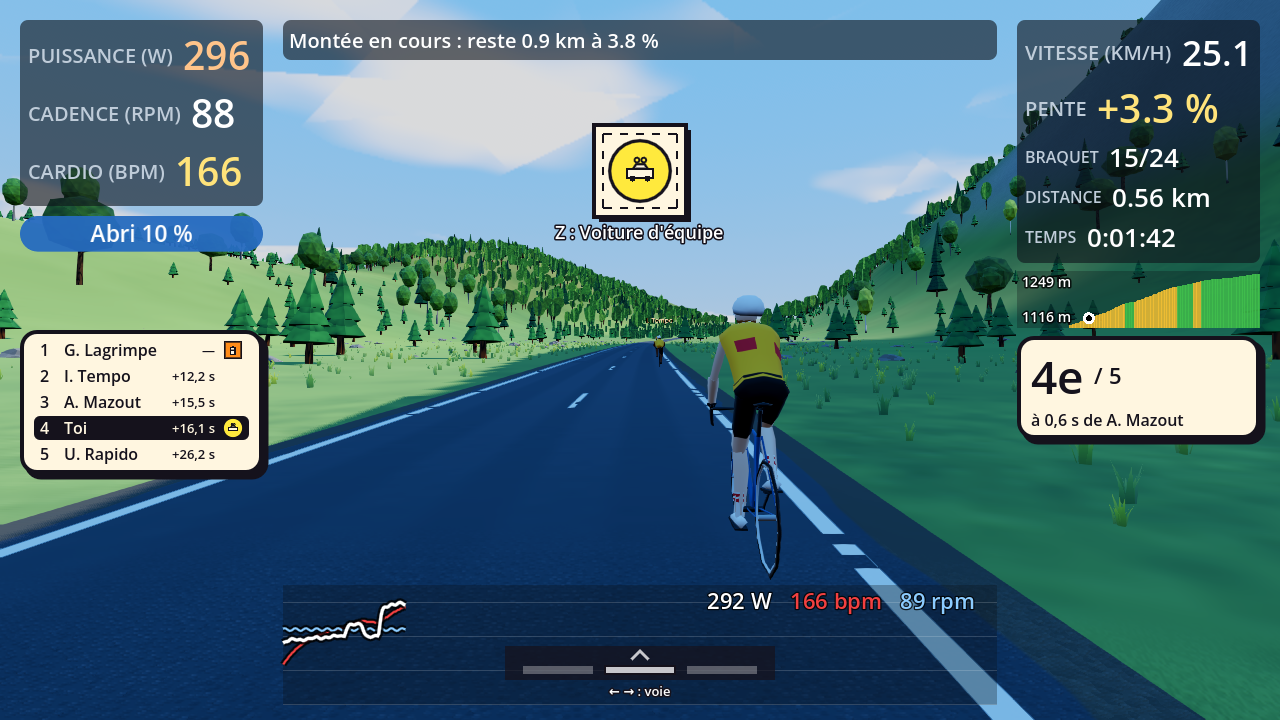 PUISSANCE (W) 296
CADENCE (RPM) 88
CARDIO (BPM) 166
Abri 10 %
Montée en cours : reste 0.9 km à 3.8 %
Z : Voiture d'équipe
VITESSE (KM/H) 25.1
PENTE +3.3 %
BRAQUET 15/24
DISTANCE 0.56 km
TEMPS 0:01:42
1249 m
1116 m
1 G. Lagrimpe —
2 I. Tempo +12,2 s
3 A. Mazout +15,5 s
4 Toi +16,1 s
5 U. Rapido +26,2 s
4e / 5
à 0,6 s de A. Mazout
292 W 166 bpm 89 rpm
← → : voie